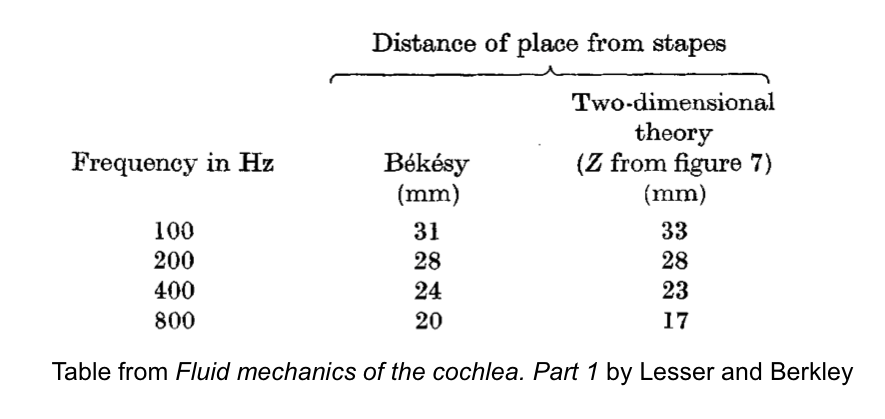 Distance of place from stapes
Two-dimensional
theory
Frequency in Hz Békésy (Z from figure 7)
(mm) (mm)
100 31 33
200 28 28
400 24 23
800 20 17
Table from Fluid mechanics of the cochlea. Part 1 by Lesser and Berkley